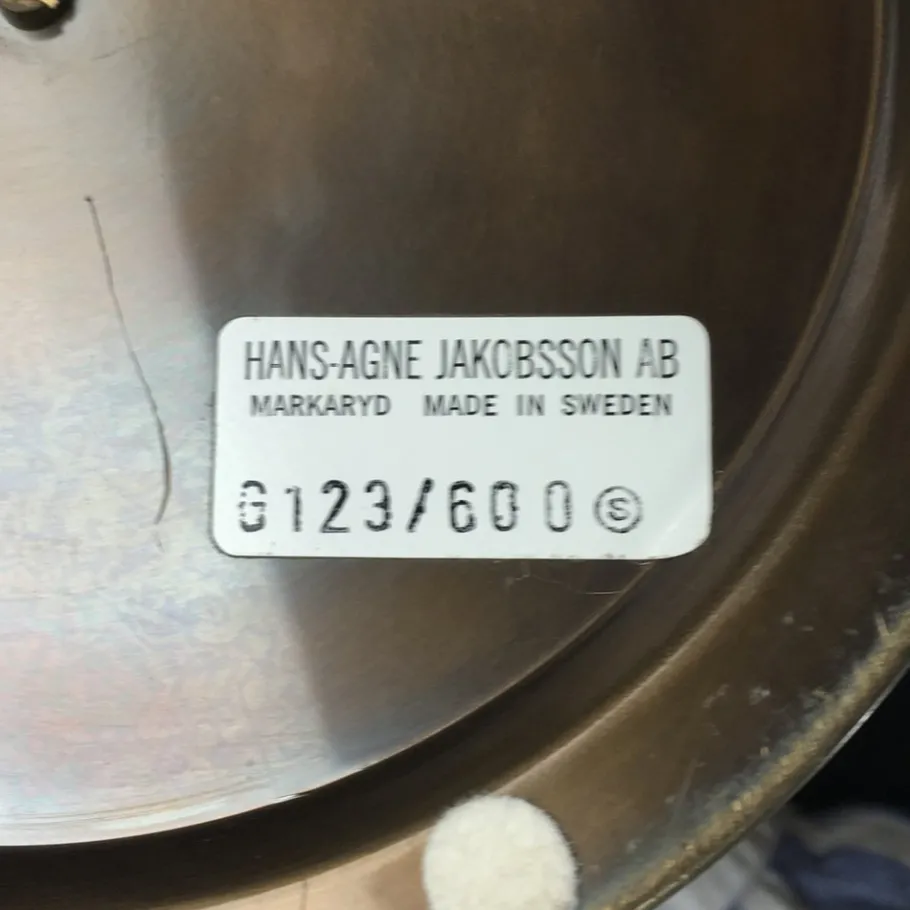 HANS-AGNE JAKOBSSON AB
MARKARYD MADE IN SWEDEN
G123/600 Ⓢ